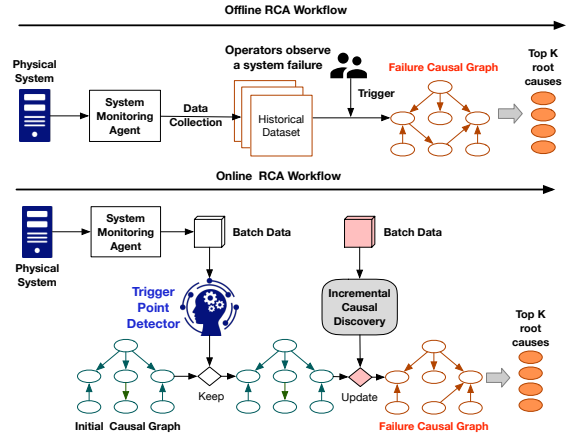 Offline RCA Workflow
Physical
System
System
Monitoring
Agent
Data
Collection
Operators observe
a system failure
Historical
Dataset
Trigger
Failure Causal Graph
Top K
root
causes
Online RCA Workflow
Physical
System
System
Monitoring
Agent
Batch Data
Trigger
Point
Detector
Batch Data
Incremental
Causal
Discovery
Keep
Update
Initial Causal Graph
Failure Causal Graph
Top K
root
causes